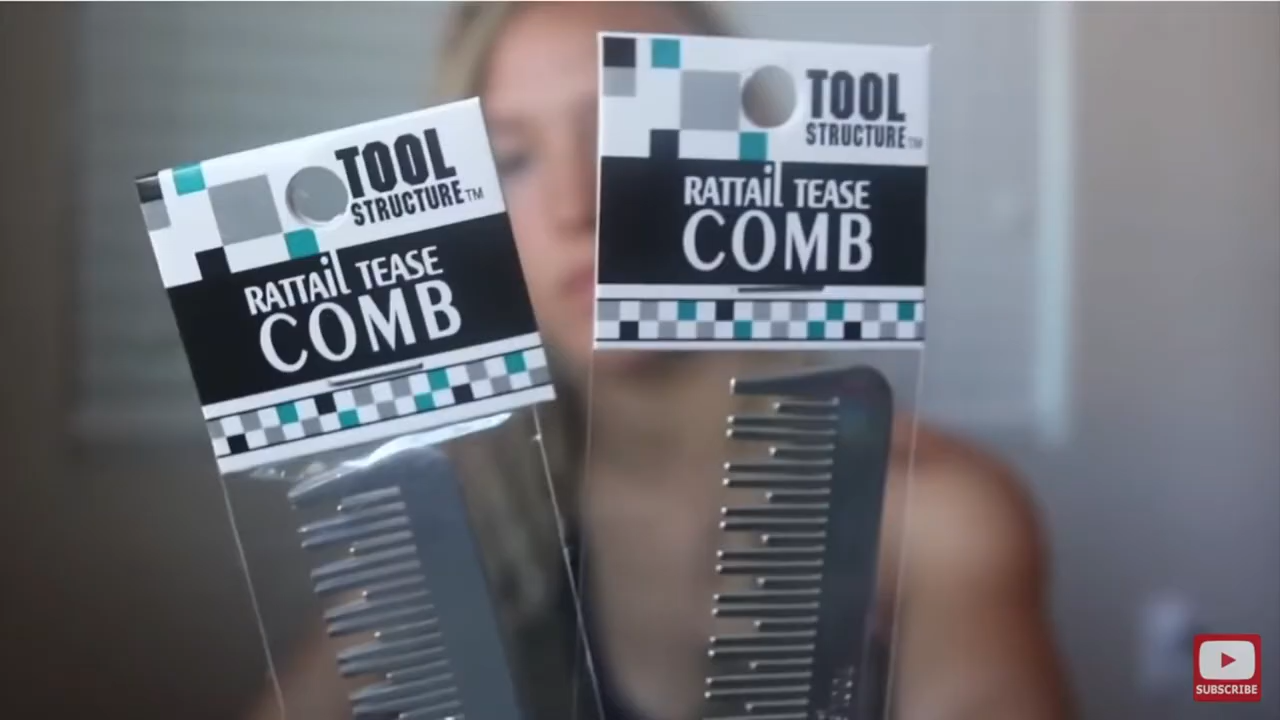 TOOL
STRUCTURE™
RATTAiL TEASE
COMB
TOOL
STRUCTURE™
RATTAiL TEASE
COMB
SUBSCRIBE